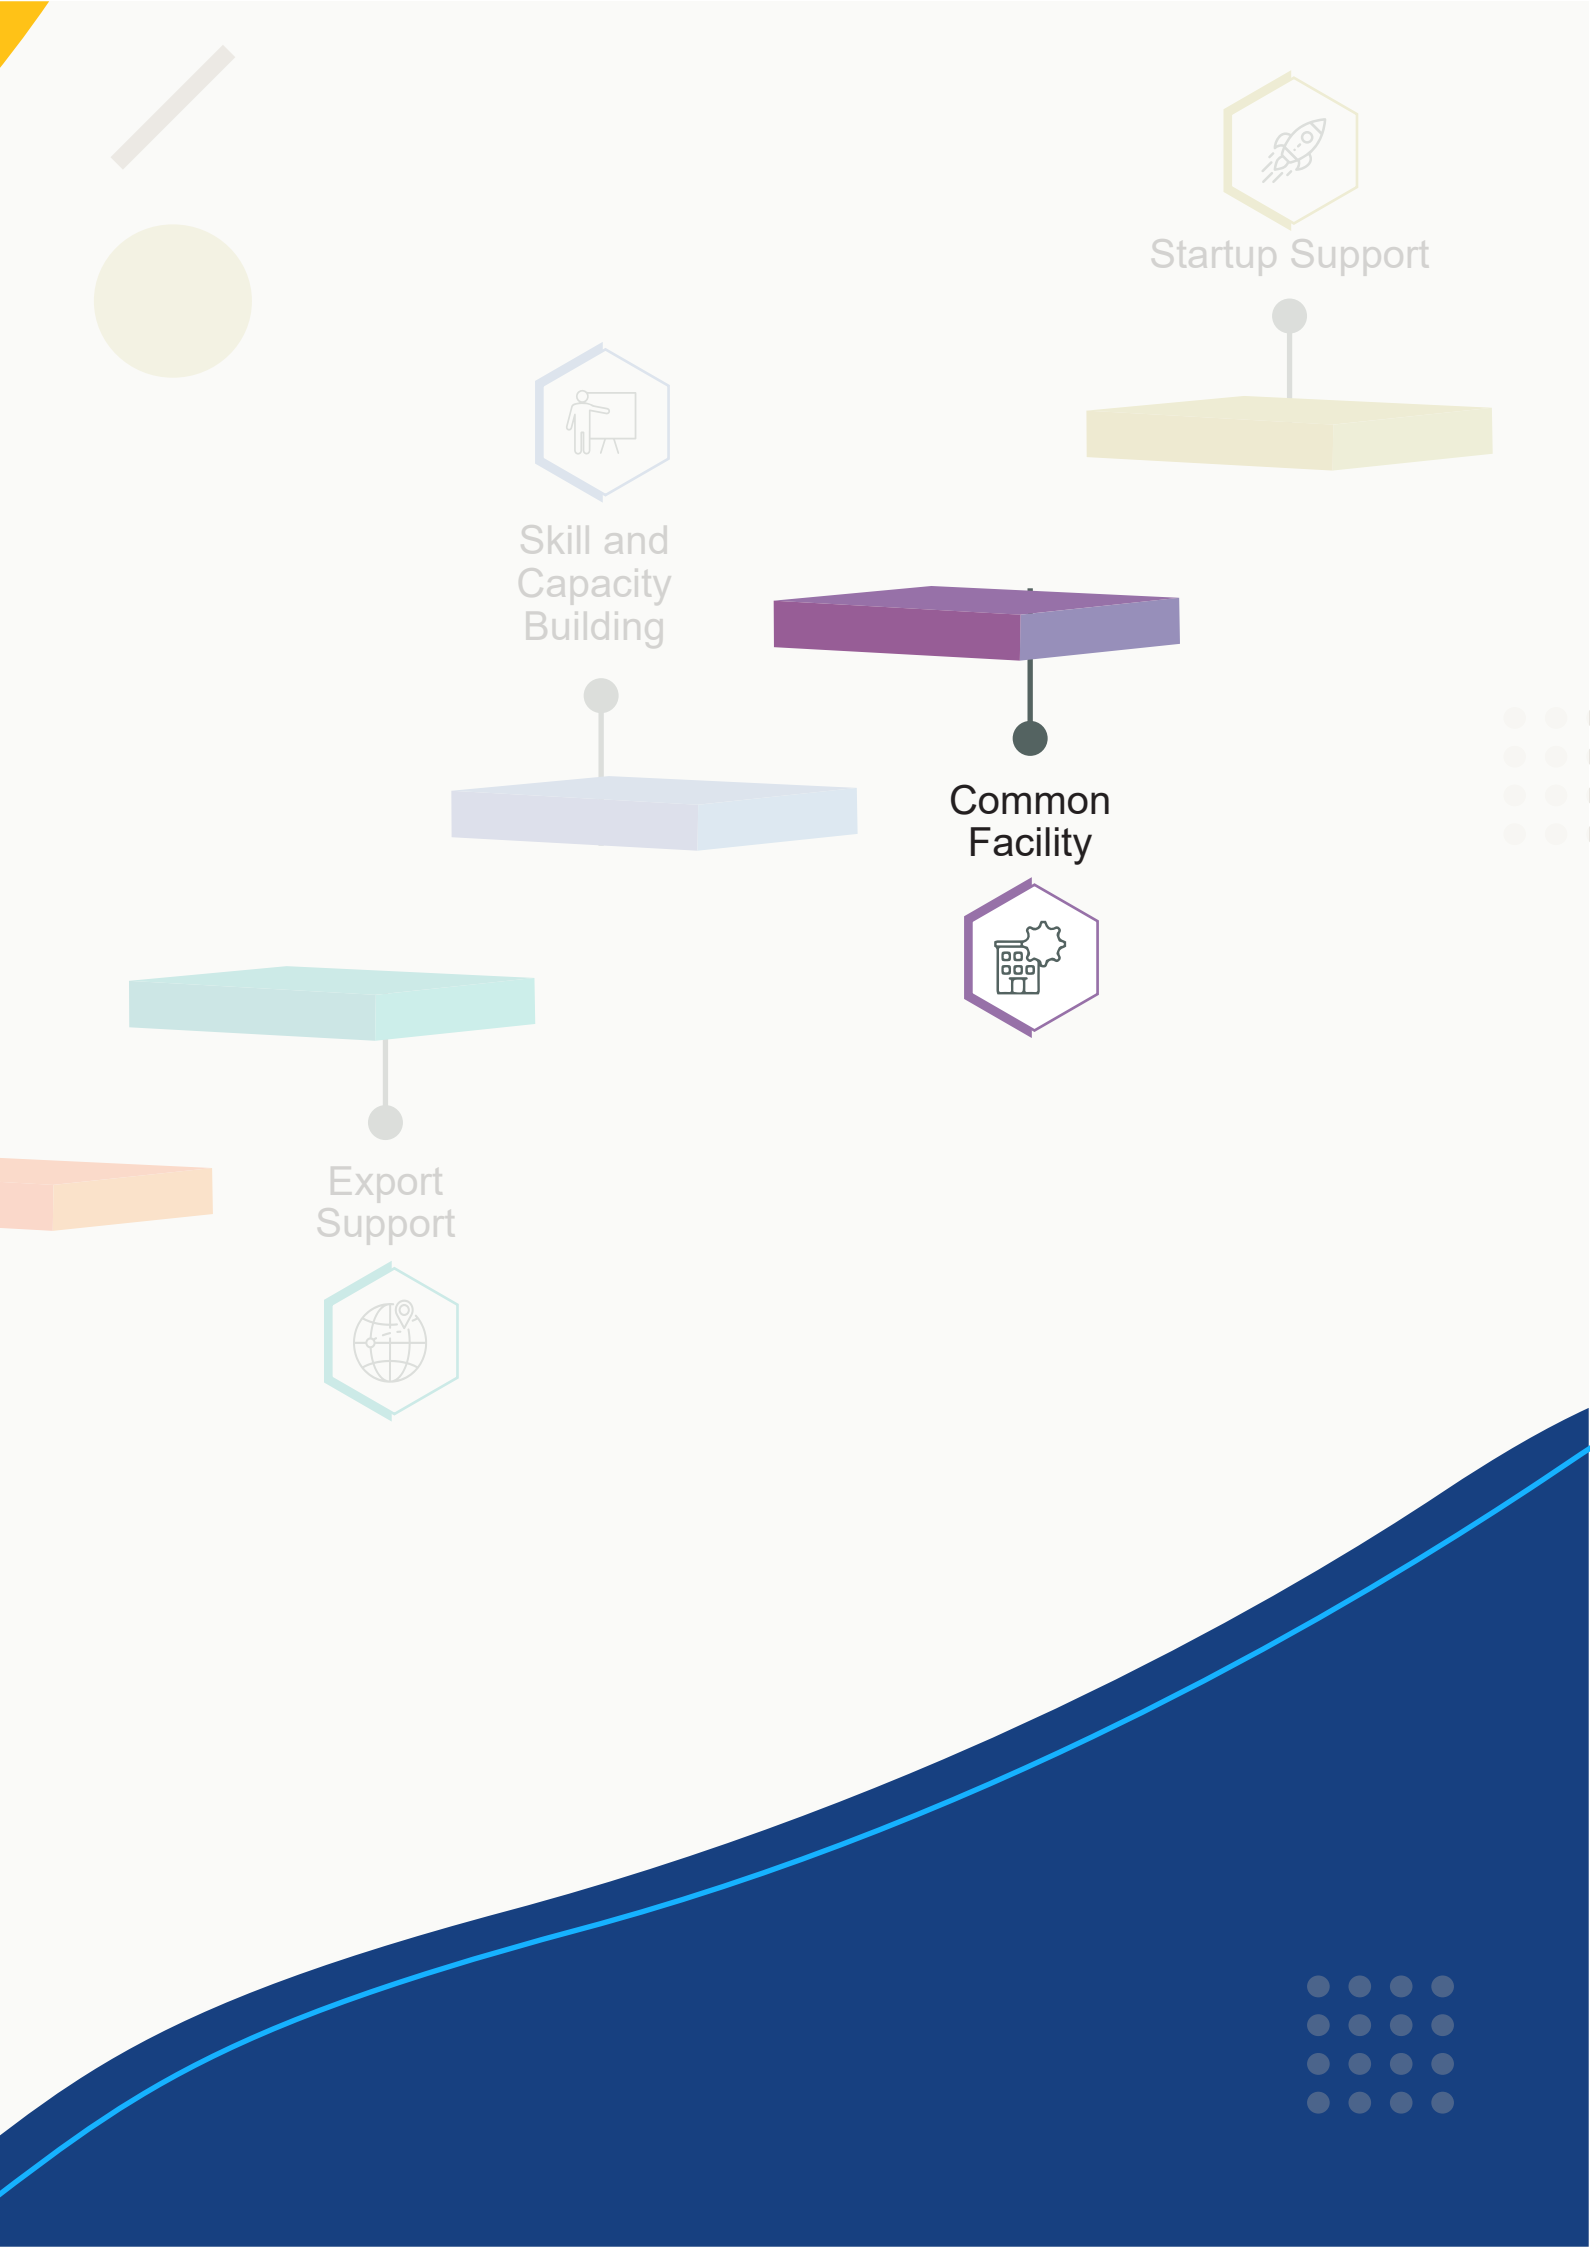 Startup Support
Skill and
Capacity
Building
Common
Facility
Export
Support